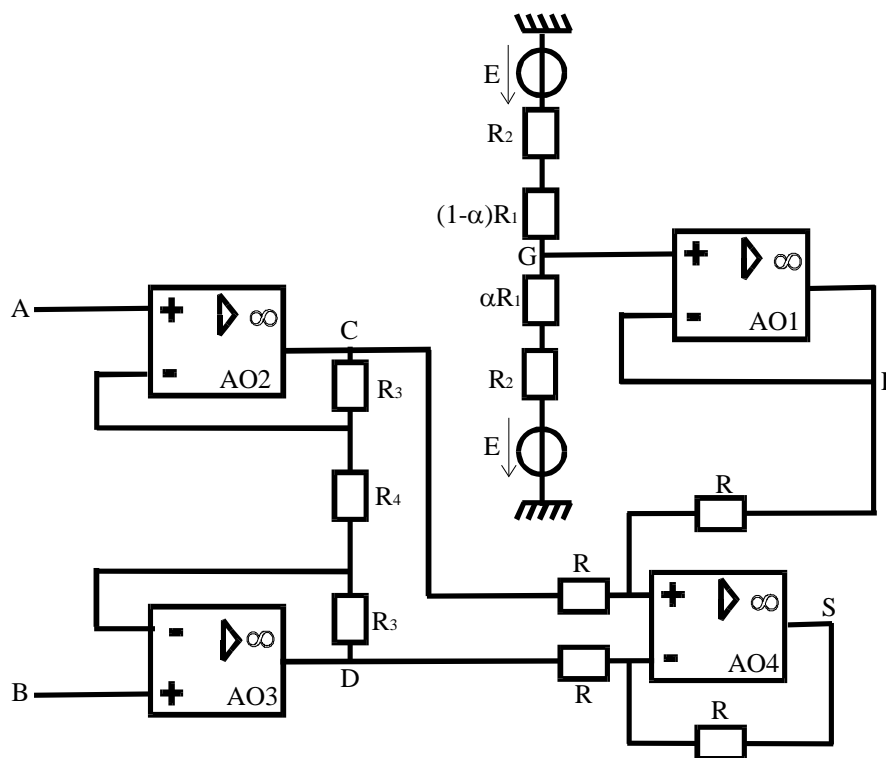 E
R₂
(1-α)R₁
G
+ ∞
- AO1
αR₁
A
+ ∞
- AO2
C
R₃
R₂
E
R₄
R
- ∞
+ AO3
B
R₃
D
R
+ ∞
- AO4
S
R
R